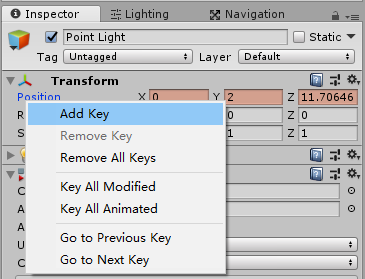 Inspector Lighting Navigation
Point Light Static
Tag Untagged Layer Default
Transform
Position X 0 Y 2 Z 11.70646
R 0 Z 0
S 1 Z 1
Add Key
Remove Key
Remove All Keys
C
Key All Modified
A
Key All Animated
A
U
Go to Previous Key
Go to Next Key